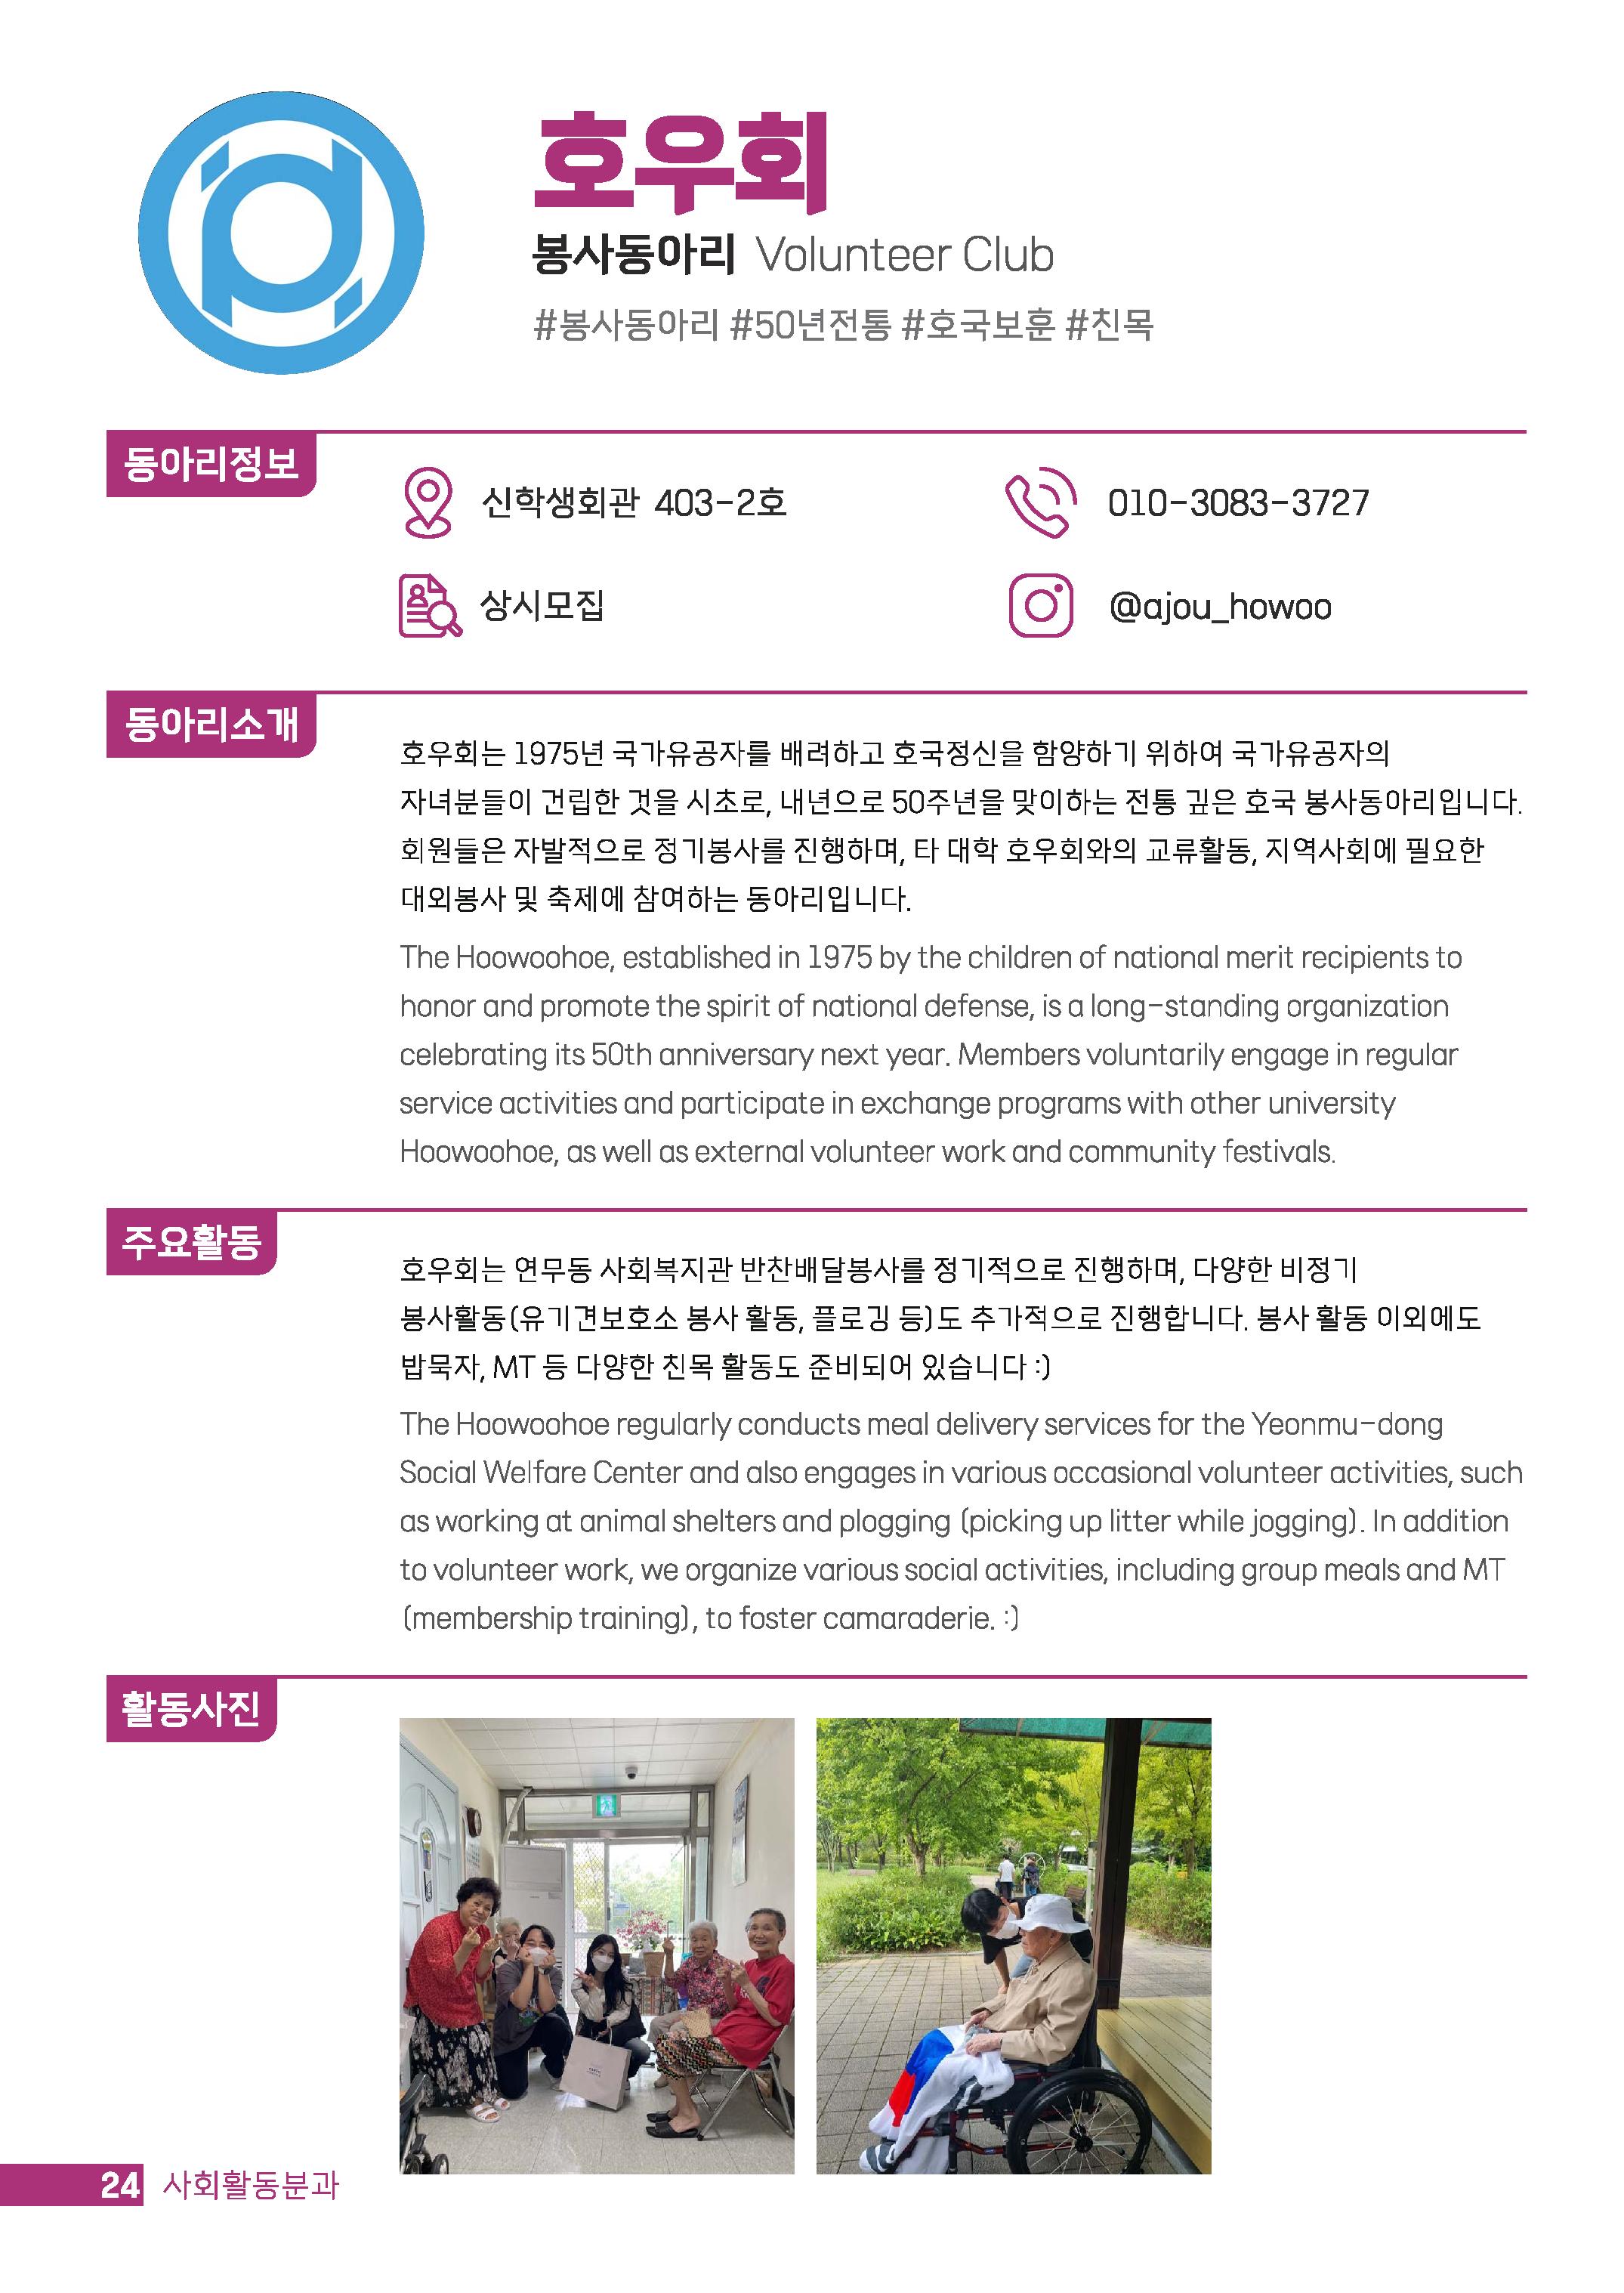 호우회
봉사동아리 Volunteer Club
#봉사동아리 #50년전통 #호국보훈 #친목
동아리정보
신학생회관 403-2호
010-3083-3727
상시모집
@ajou_howoo
동아리소개
호우회는 1975년 국가유공자를 배려하고 호국정신을 함양하기 위하여 국가유공자의
자녀분들이 건립한 것을 시초로, 내년으로 50주년을 맞이하는 전통 깊은 호국 봉사동아리입니다.
회원들은 자발적으로 정기봉사를 진행하며, 타 대학 호우회와의 교류활동, 지역사회에 필요한
대외봉사 및 축제에 참여하는 동아리입니다.
The Hoowoohoe, established in 1975 by the children of national merit recipients to
honor and promote the spirit of national defense, is a long-standing organization
celebrating its 50th anniversary next year. Members voluntarily engage in regular
service activities and participate in exchange programs with other university
Hoowoohoe, as well as external volunteer work and community festivals.
주요활동
호우회는 연무동 사회복지관 반찬배달봉사를 정기적으로 진행하며, 다양한 비정기
봉사활동(유기견보호소 봉사 활동, 플로깅 등)도 추가적으로 진행합니다. 봉사 활동 이외에도
밥묵자, MT 등 다양한 친목 활동도 준비되어 있습니다 :)
The Hoowoohoe regularly conducts meal delivery services for the Yeonmu-dong
Social Welfare Center and also engages in various occasional volunteer activities, such
as working at animal shelters and plogging (picking up litter while jogging). In addition
to volunteer work, we organize various social activities, including group meals and MT
(membership training), to foster camaraderie. :)
활동사진
24 사회활동분과